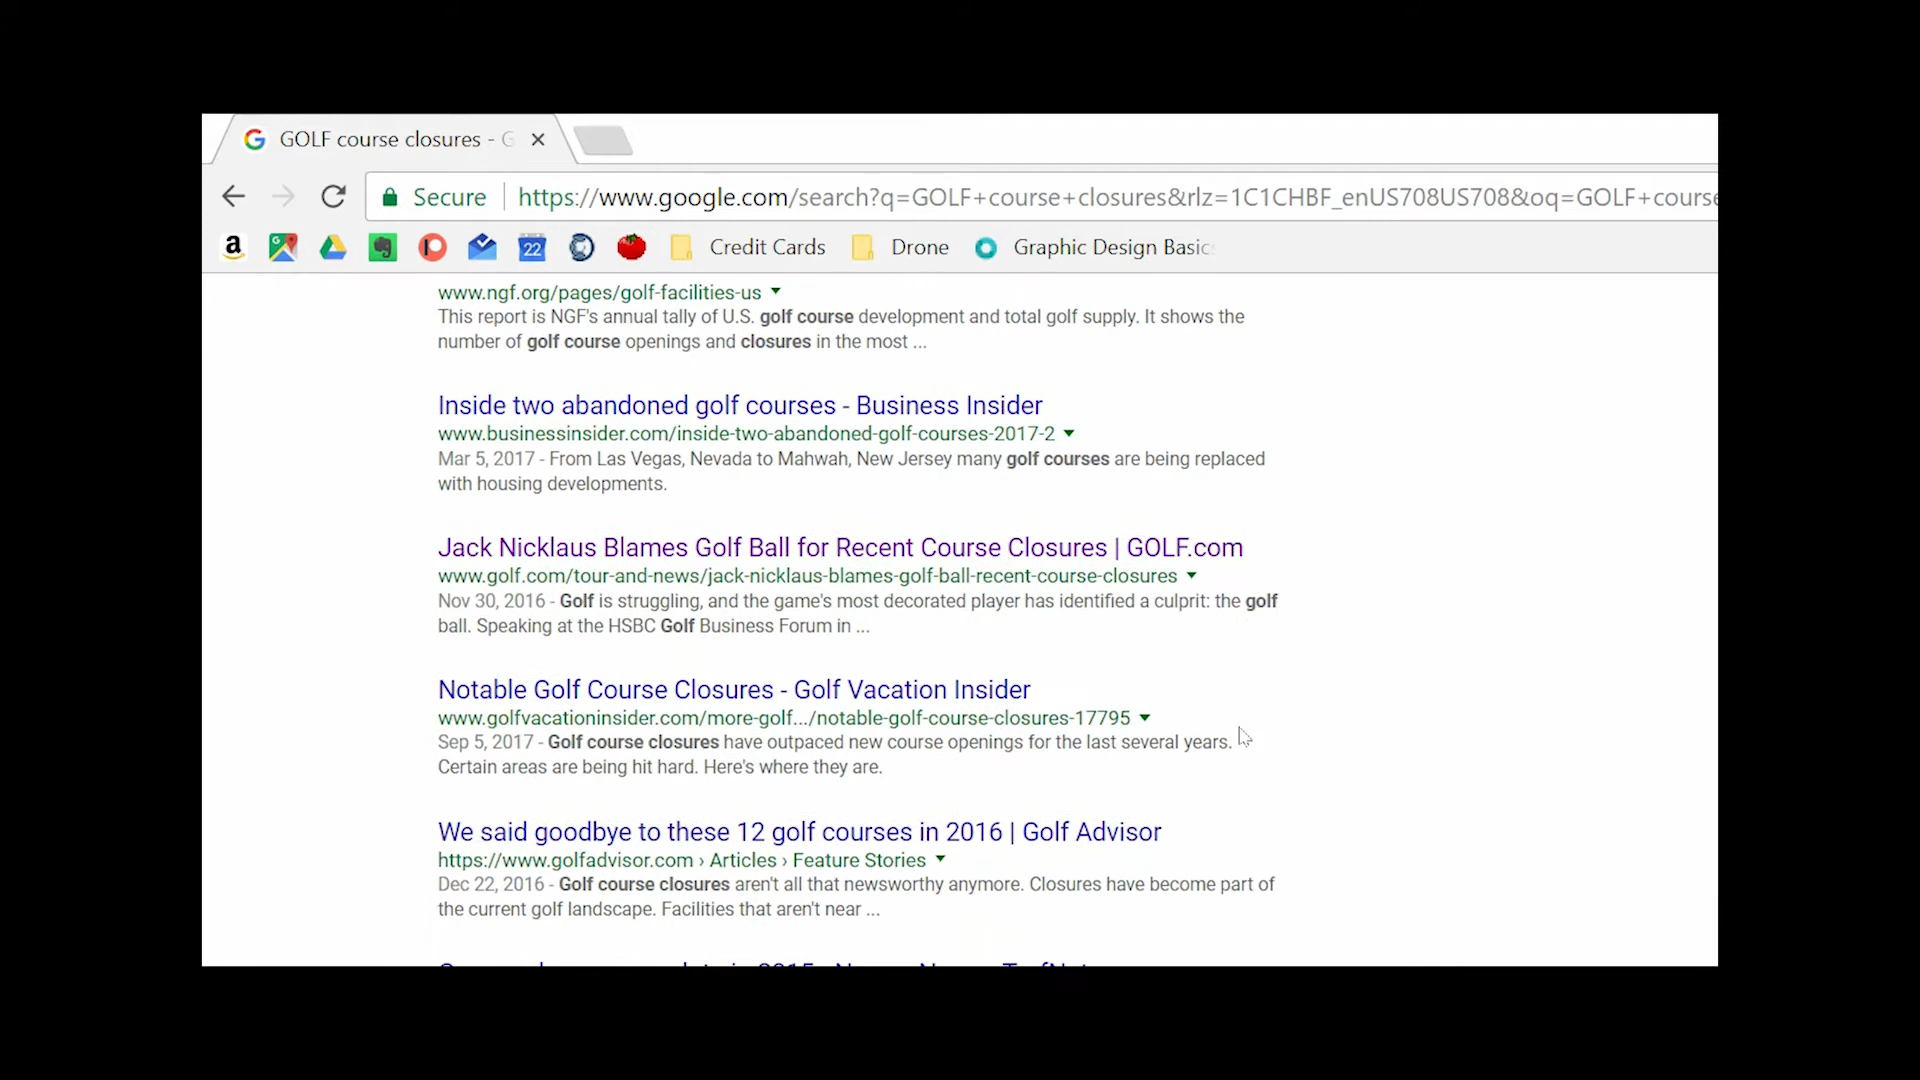 GOLF course closures - G
Secure https://www.google.com/search?q=GOLF+course+closures&rlz=1C1CHBF_enUS708US708&oq=GOLF+course
a 22 Credit Cards Drone Graphic Design Basics
www.ngf.org/pages/golf-facilities-us
This report is NGF's annual tally of U.S. golf course development and total golf supply. It shows the
number of golf course openings and closures in the most ...
Inside two abandoned golf courses - Business Insider
www.businessinsider.com/inside-two-abandoned-golf-courses-2017-2
Mar 5, 2017 - From Las Vegas, Nevada to Mahwah, New Jersey many golf courses are being replaced
with housing developments.
Jack Nicklaus Blames Golf Ball for Recent Course Closures | GOLF.com
www.golf.com/tour-and-news/jack-nicklaus-blames-golf-ball-recent-course-closures
Nov 30, 2016 - Golf is struggling, and the game's most decorated player has identified a culprit: the golf
ball. Speaking at the HSBC Golf Business Forum in ...
Notable Golf Course Closures - Golf Vacation Insider
www.golfvacationinsider.com/more-golf.../notable-golf-course-closures-17795
Sep 5, 2017 - Golf course closures have outpaced new course openings for the last several years.
Certain areas are being hit hard. Here's where they are.
We said goodbye to these 12 golf courses in 2016 | Golf Advisor
https://www.golfadvisor.com › Articles › Feature Stories
Dec 22, 2016 - Golf course closures aren't all that newsworthy anymore. Closures have become part of
the current golf landscape. Facilities that aren't near ...